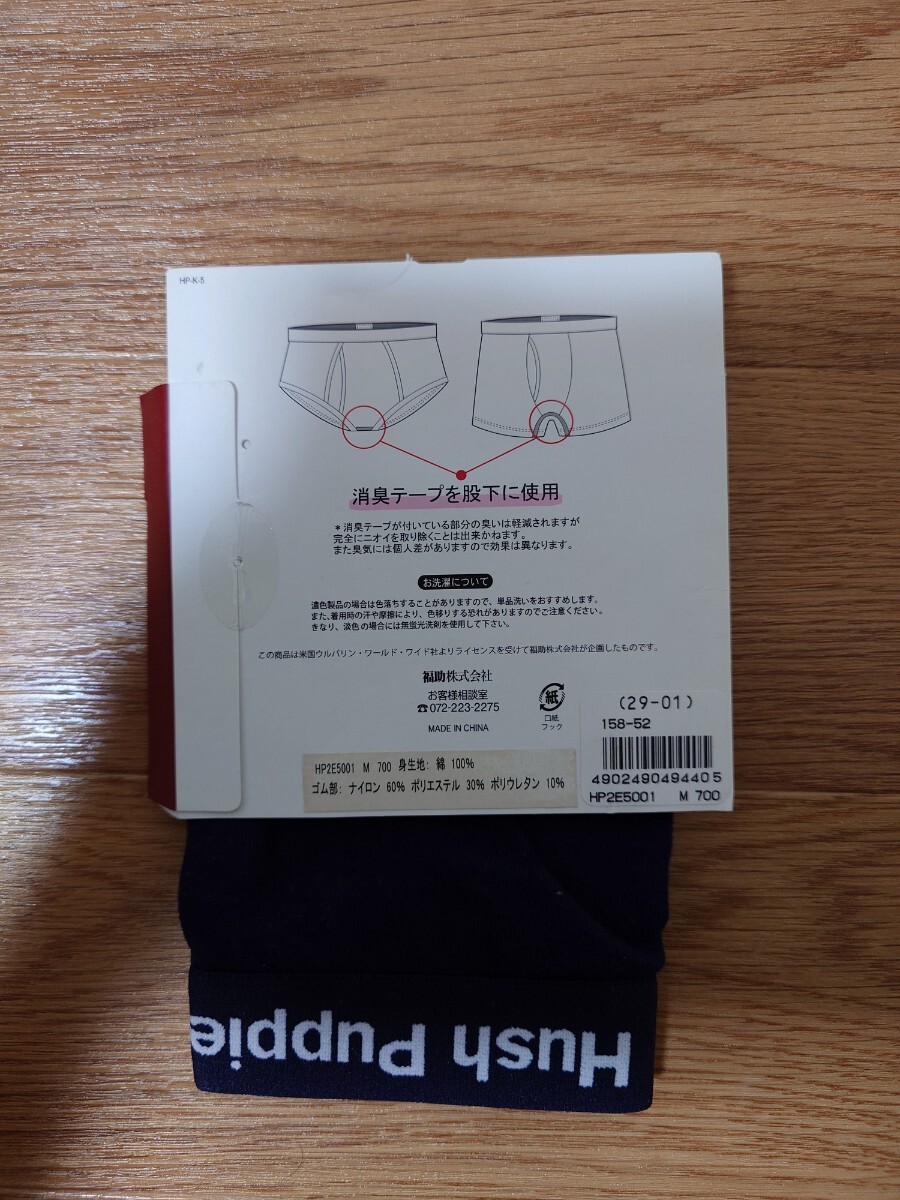 HP-K-5
消臭テープを股下に使用
＊消臭テープが付いている部分の臭いは軽減されますが
完全にニオイを取り除くことは出来かねます。
また臭気には個人差がありますので効果は異なります。
お洗濯について
濃色製品の場合は色落ちすることがありますので、単品洗いをおすすめします。
また、着用時の汗や摩擦により、色移りする恐れがありますのでご注意ください。
きなり、淡色の場合には無蛍光洗剤を使用して下さい。
この商品は米国ウルバリン・ワールド・ワイド社よりライセンスを受けて福助株式会社が企画したものです。
福助株式会社
お客様相談室
☎072-223-2275
MADE IN CHINA
紙
口紙
フック
(29-01)
158-52
4902490494405
HP2E5001 M 700
HP2E5001 M 700 身生地: 綿 100%
ゴム部: ナイロン 60% ポリエステル 30% ポリウレタン 10%
Hush Puppie